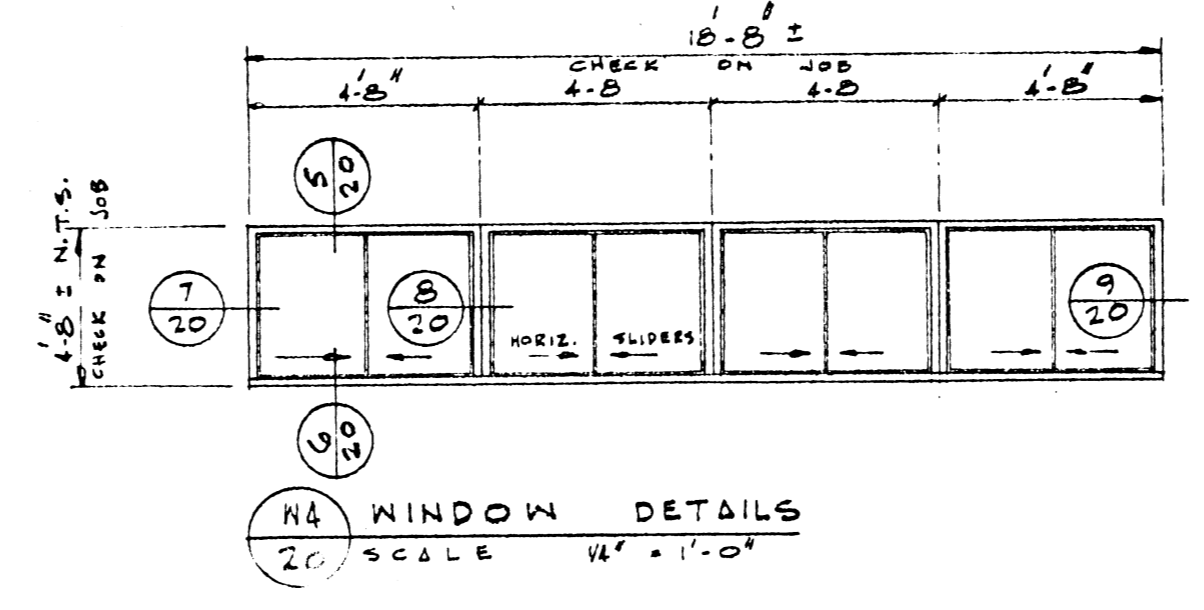 18'-8" ±
CHECK ON JOB
4'-8" 4-8 4-8 4'-8"
5
20
4'-8" ± N.T.S.
CHECK ON JOB
7
20
8
20
9
20
HORIZ. SLIDERS
6
20
W4 WINDOW DETAILS
20 SCALE 1/4" = 1'-0"